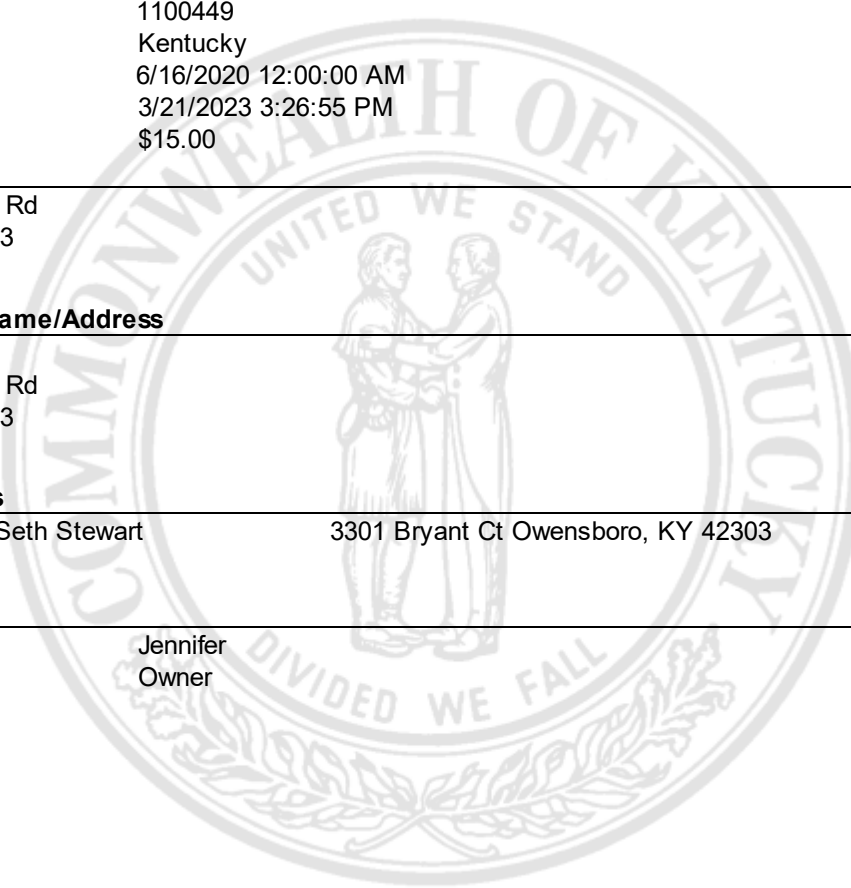 1100449
Kentucky
6/16/2020 12:00:00 AM
3/21/2023 3:26:55 PM
$15.00
Rd
3
ame/Address
Rd
3
s
Seth Stewart 3301 Bryant Ct Owensboro, KY 42303
Jennifer
Owner
COMMONWEALTH OF KENTUCKY
UNITED WE STAND
DIVIDED WE FALL